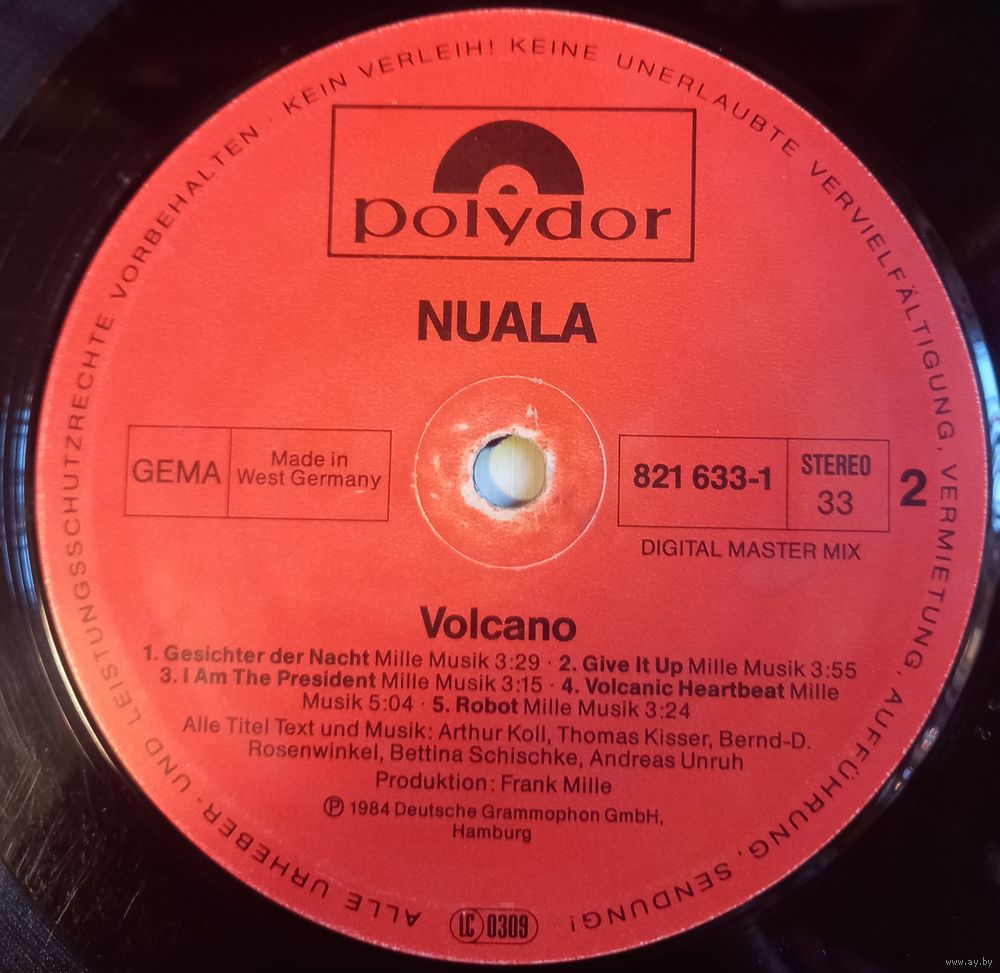 ALLE URHEBER- UND LEISTUNGSSCHUTZRECHTE VORBEHALTEN · KEIN VERLEIH! KEINE UNERLAUBTE VERVIELFÄLTIGUNG, VERMIETUNG, AUFFÜHRUNG, SENDUNG!
polydor
NUALA
GEMA
Made in
West Germany
821 633-1
STEREO
33
2
DIGITAL MASTER MIX
Volcano
1. Gesichter der Nacht Mille Musik 3:29 · 2. Give It Up Mille Musik 3:55
3. I Am The President Mille Musik 3:15 · 4. Volcanic Heartbeat Mille
Musik 5:04 · 5. Robot Mille Musik 3:24
Alle Titel Text und Musik: Arthur Koll, Thomas Kisser, Bernd-D.
Rosenwinkel, Bettina Schischke, Andreas Unruh
Produktion: Frank Mille
Ⓟ 1984 Deutsche Grammophon GmbH,
Hamburg
LC 0309
www.ay.by